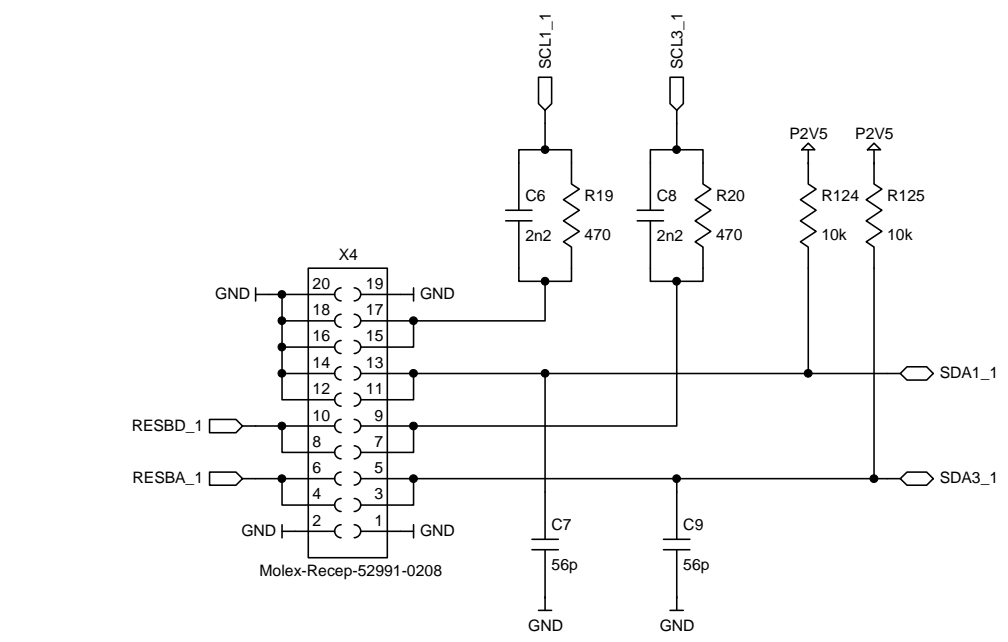 SCL1_1
SCL3_1
P2V5 P2V5
C6 R19 C8 R20 R124 R125
2n2 470 2n2 470 10k 10k
X4
GND 20 19 GND
18 17
16 15
14 13 SDA1_1
12 11
RESBD_1 10 9
8 7
RESBA_1 6 5 SDA3_1
4 3
GND 2 1 GND
C7 C9
56p 56p
Molex-Recep-52991-0208
GND GND